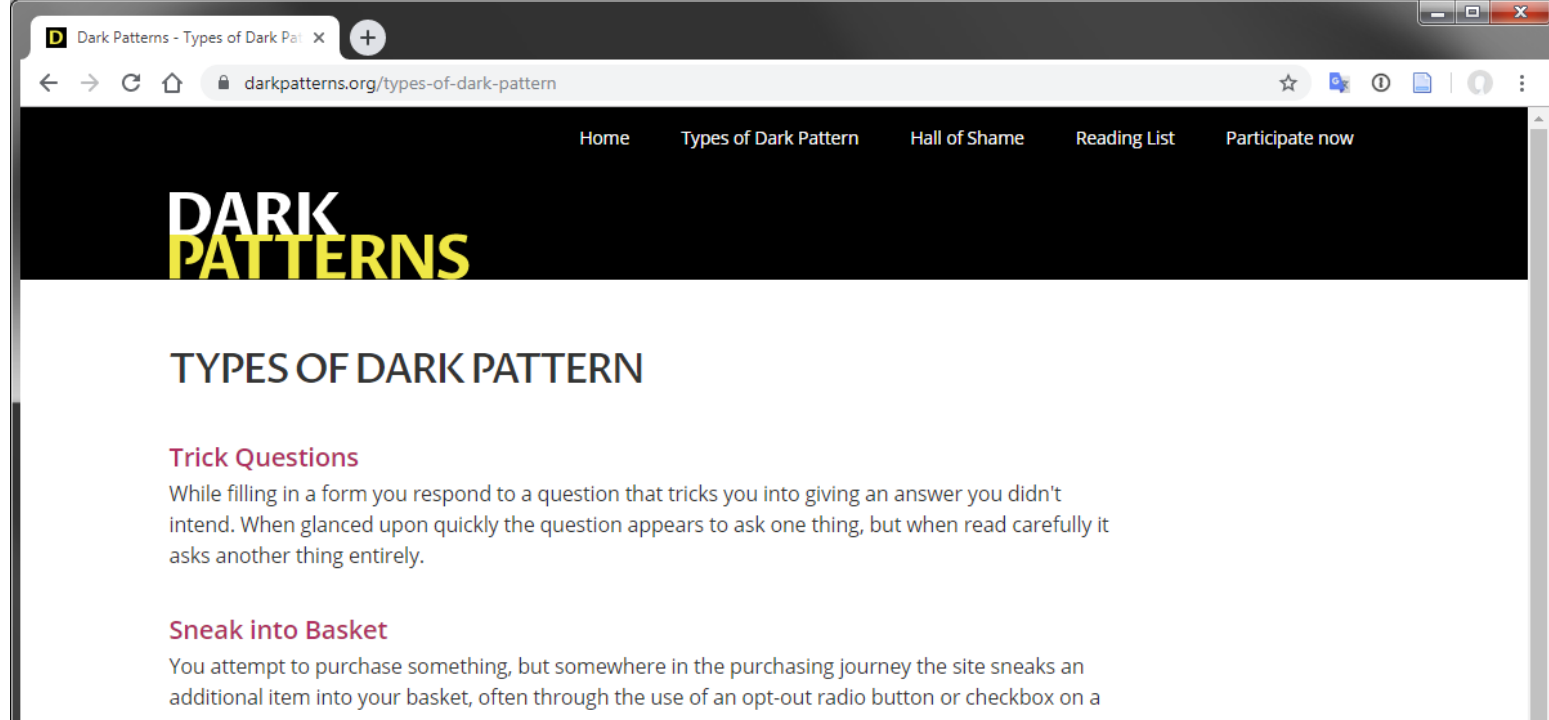 Dark Patterns - Types of Dark Pat
darkpatterns.org/types-of-dark-pattern
Home Types of Dark Pattern Hall of Shame Reading List Participate now
DARK
PATTERNS
TYPES OF DARK PATTERN
Trick Questions
While filling in a form you respond to a question that tricks you into giving an answer you didn't
intend. When glanced upon quickly the question appears to ask one thing, but when read carefully it
asks another thing entirely.
Sneak into Basket
You attempt to purchase something, but somewhere in the purchasing journey the site sneaks an
additional item into your basket, often through the use of an opt-out radio button or checkbox on a